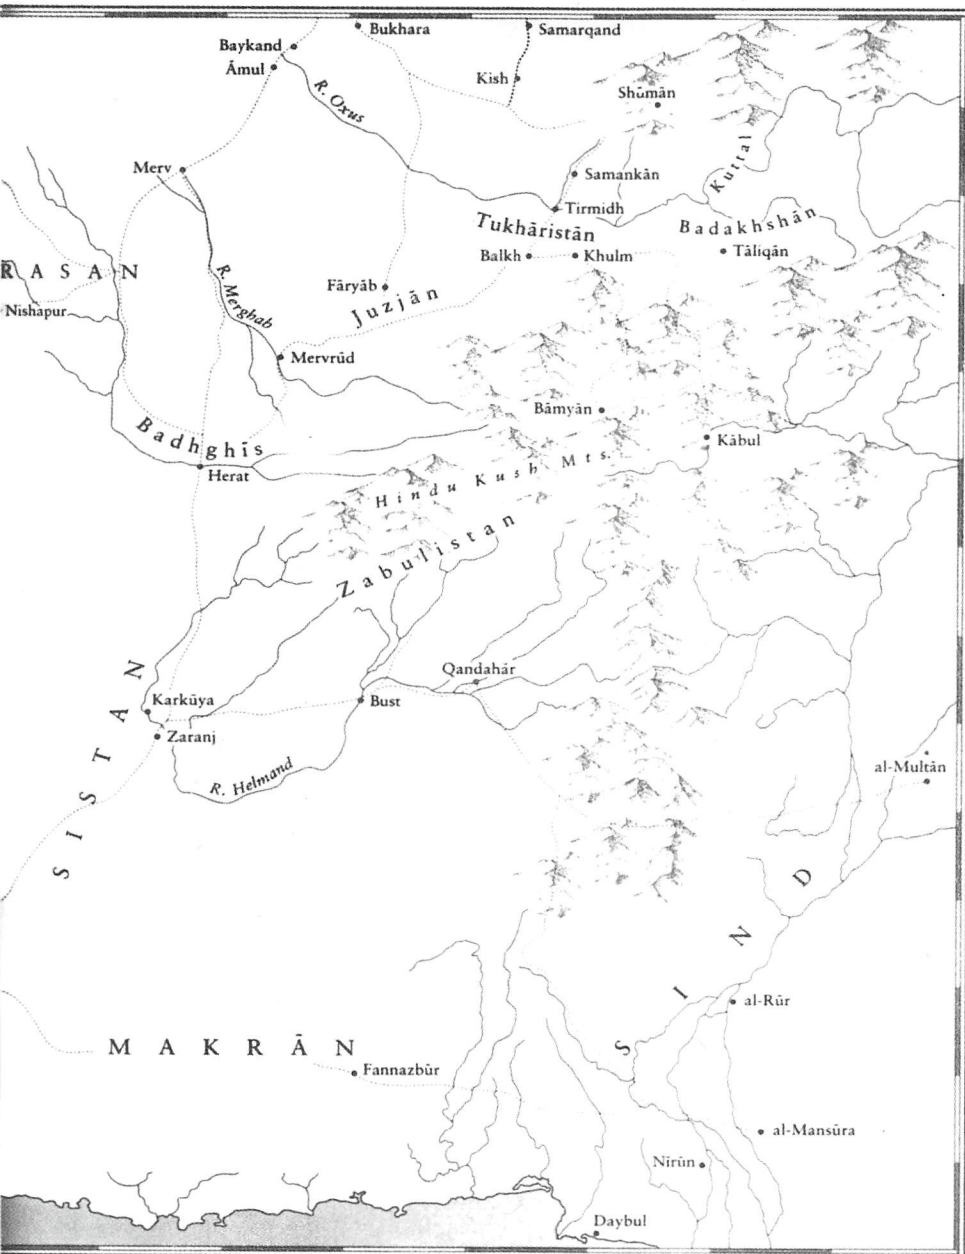 Bukhara
Samarqand
Baykand
Āmul
Kish
R. Oxus
Shūmān
Merv
Kuttal
Samankān
Tirmidh
Tukhāristān
Badakhshān
Balkh
Khulm
Tāliqān
RASAN
R. Merghab
Fāryāb
Juzjān
Nishapur
Mervrūd
Bāmyān
Badhghīs
Kābul
Herat
Hindu Kush Mts.
Zabulistan
SISTAN
Qandahār
Karkūya
Bust
Zaranj
R. Helmand
al-Multān
SIND
al-Rūr
MAKRĀN
Fannazbūr
al-Mansūra
Nīrūn
Daybul